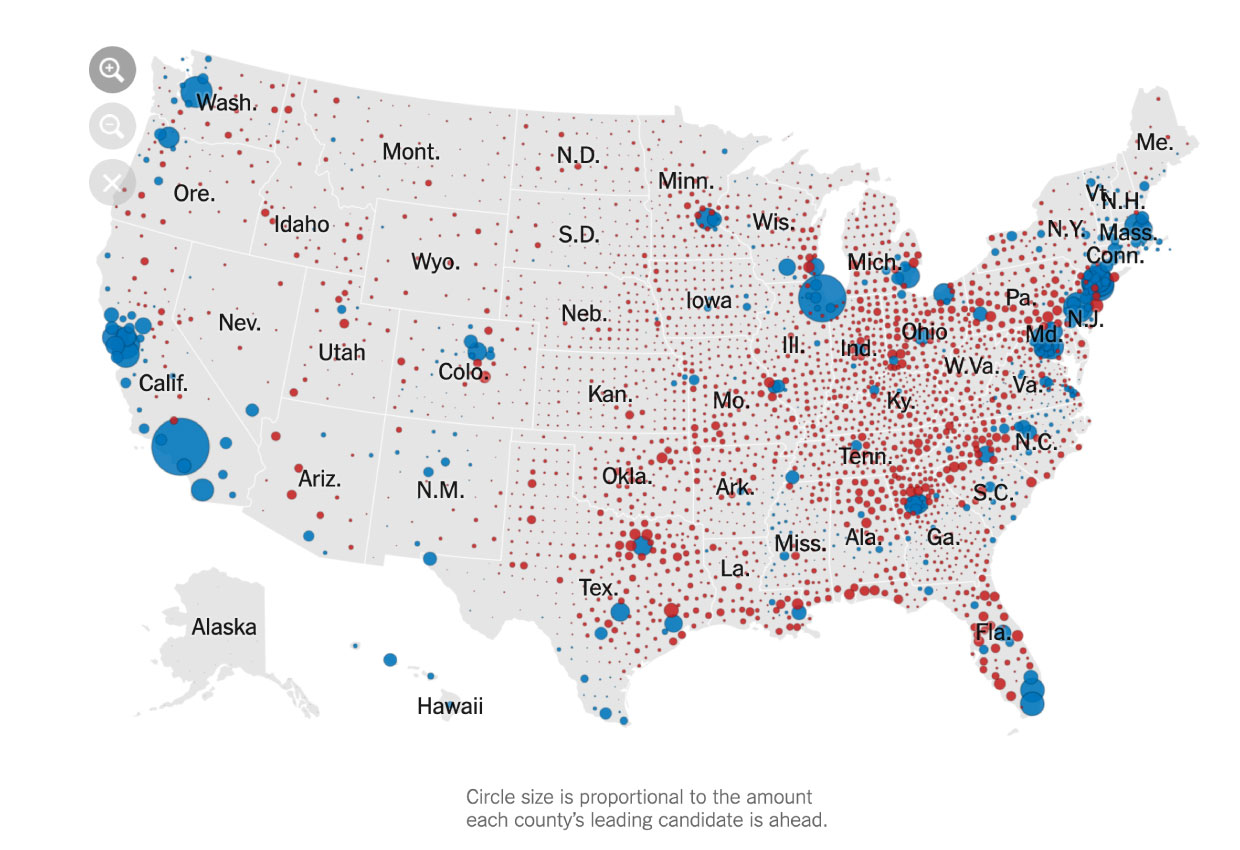 Wash.
Me.
Mont.
N.D.
Minn.
Vt.
N.H.
Ore.
Idaho
S.D.
Wis.
N.Y.
Mass.
Mich.
Conn.
Wyo.
Iowa
Pa.
Neb.
N.J.
Nev.
Ohio
Md.
Utah
Ill.
Ind.
Colo.
W.Va.
Calif.
Kan.
Mo.
Ky.
Va.
N.C.
Tenn.
Ariz.
N.M.
Okla.
Ark.
S.C.
Miss.
Ala.
Ga.
La.
Tex.
Alaska
Fla.
Hawaii
Circle size is proportional to the amount
each county's leading candidate is ahead.